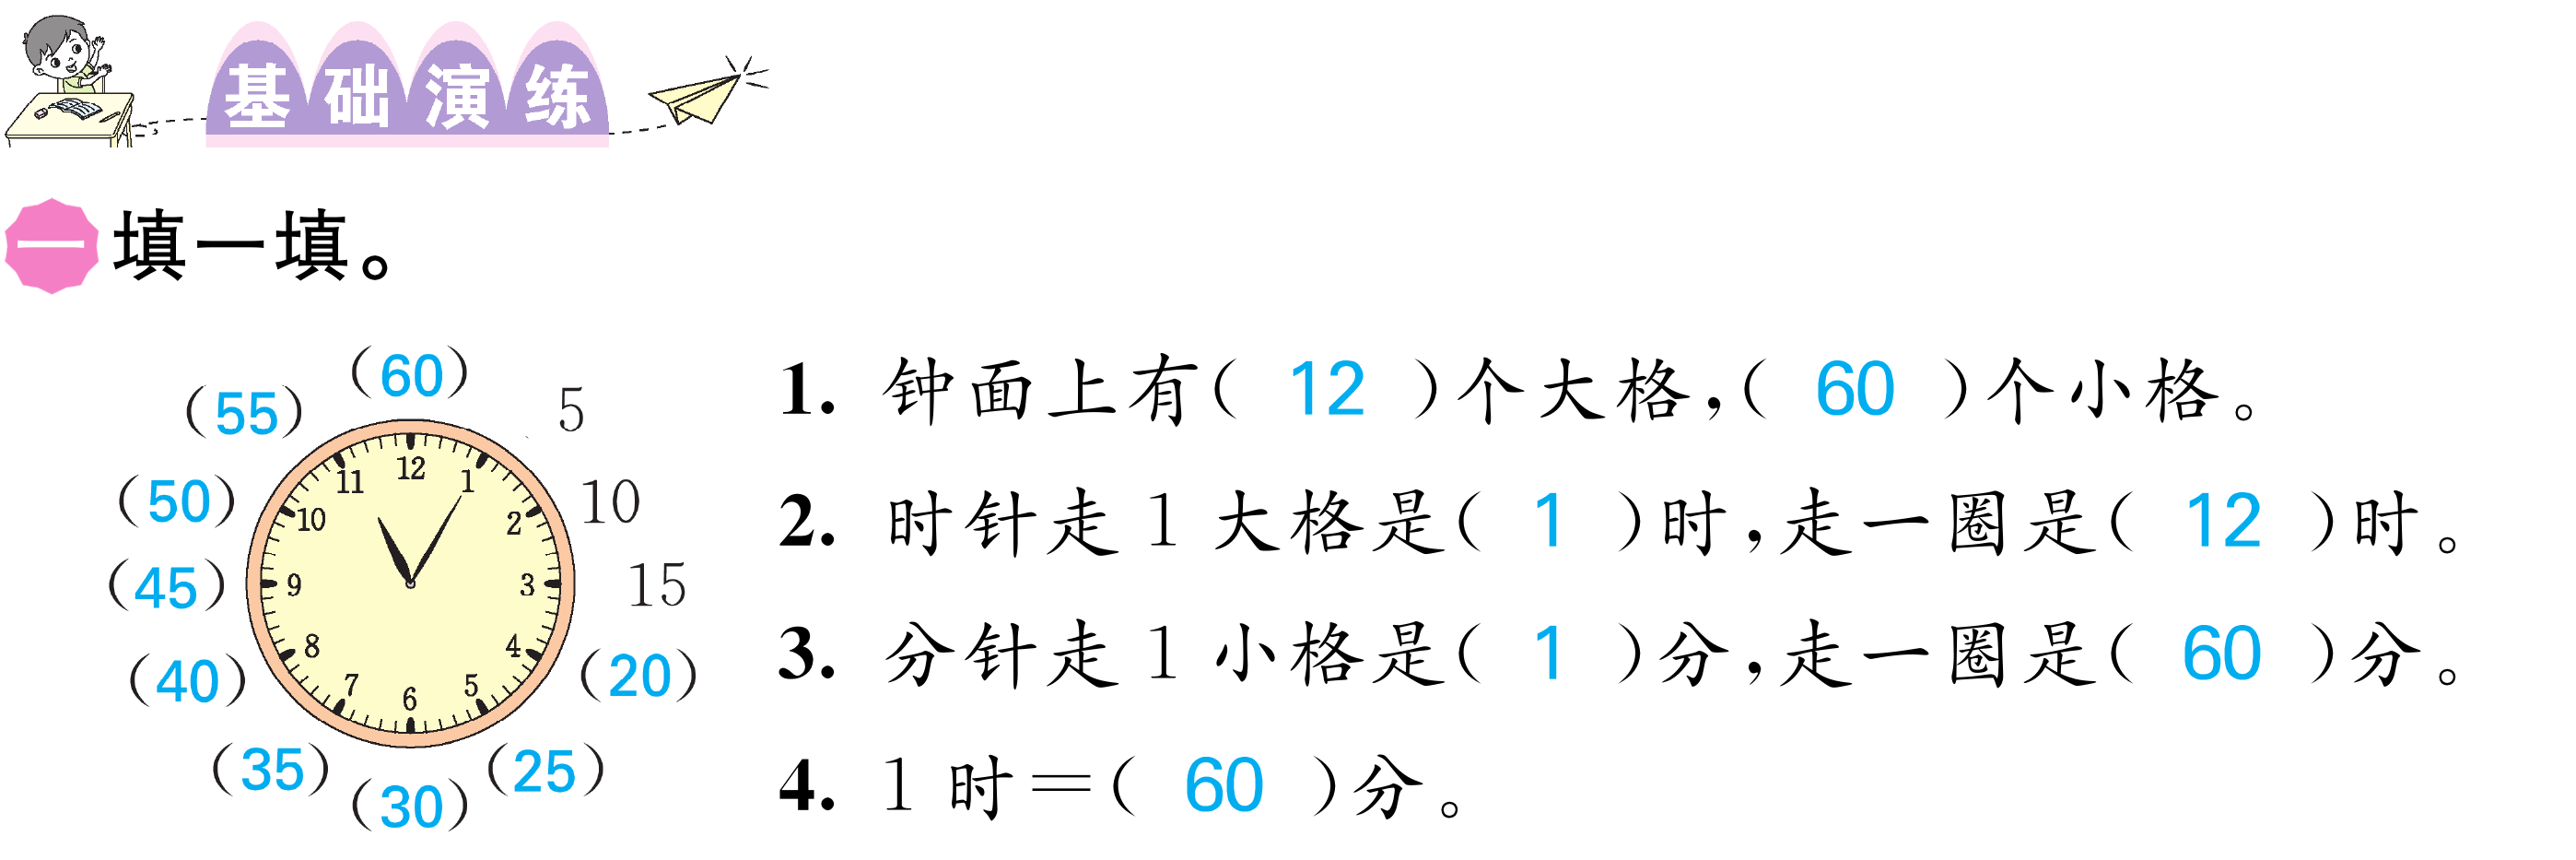 基础演练
一 填一填。
(60)
(55) 5
12
11 1
(50) 10 2 10
(45) 9 3 15
(40) 8 4 (20)
7 6 5
(35) (30) (25)
1. 钟面上有( 12 )个大格,( 60 )个小格。
2. 时针走 1 大格是( 1 )时,走一圈是( 12 )时。
3. 分针走 1 小格是( 1 )分,走一圈是( 60 )分。
4. 1 时=( 60 )分。